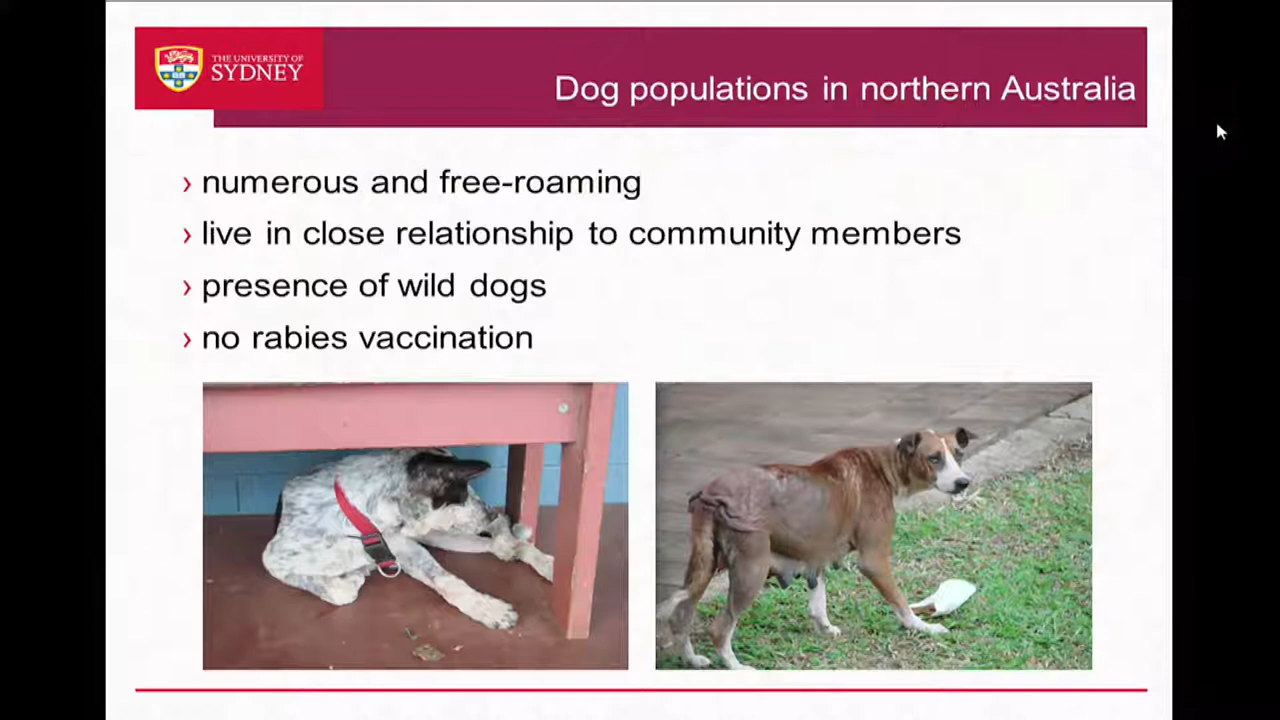 THE UNIVERSITY OF
SYDNEY
Dog populations in northern Australia
› numerous and free-roaming
› live in close relationship to community members
› presence of wild dogs
› no rabies vaccination